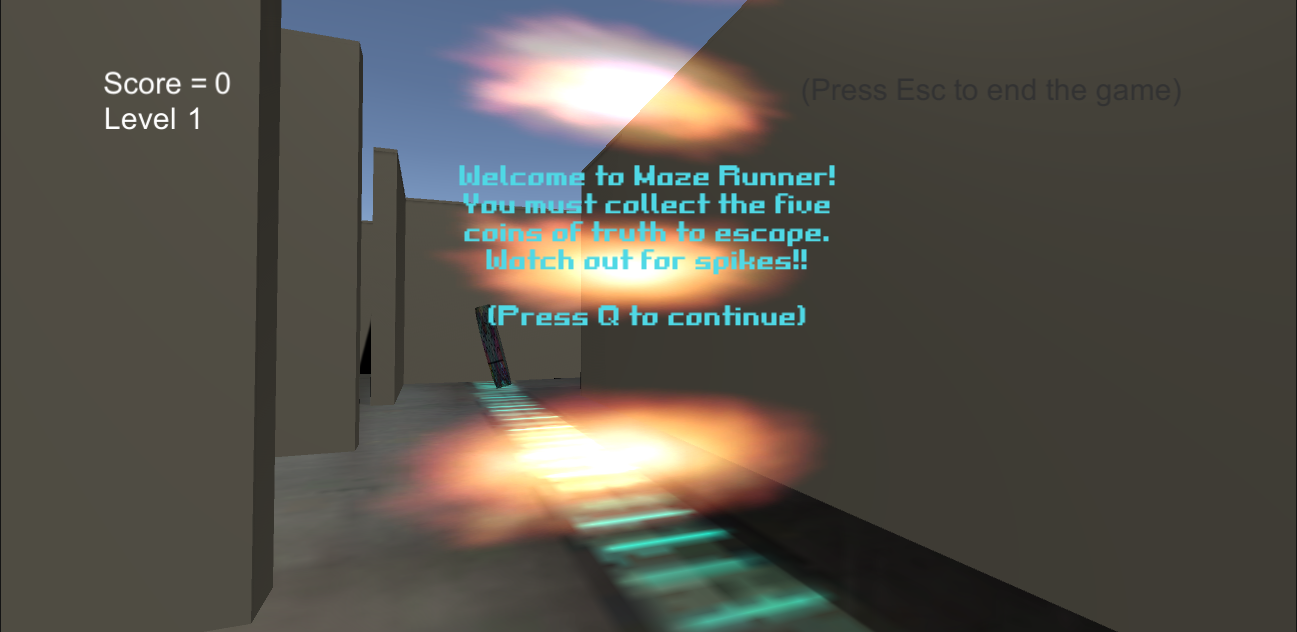 Score = 0
Level 1
(Press Esc to end the game)
Welcome to Maze Runner!
You must collect the five
coins of truth to escape.
Watch out for spikes!!
(Press Q to continue)